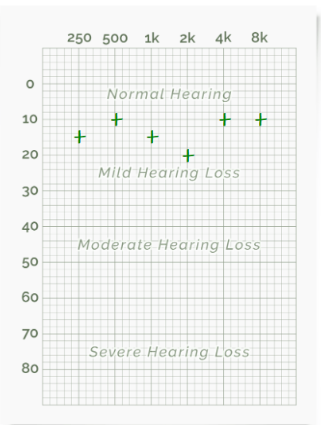 250 500 1k 2k 4k 8k
0
Normal Hearing
10
20
Mild Hearing Loss
30
40
Moderate Hearing Loss
50
60
70
Severe Hearing Loss
80